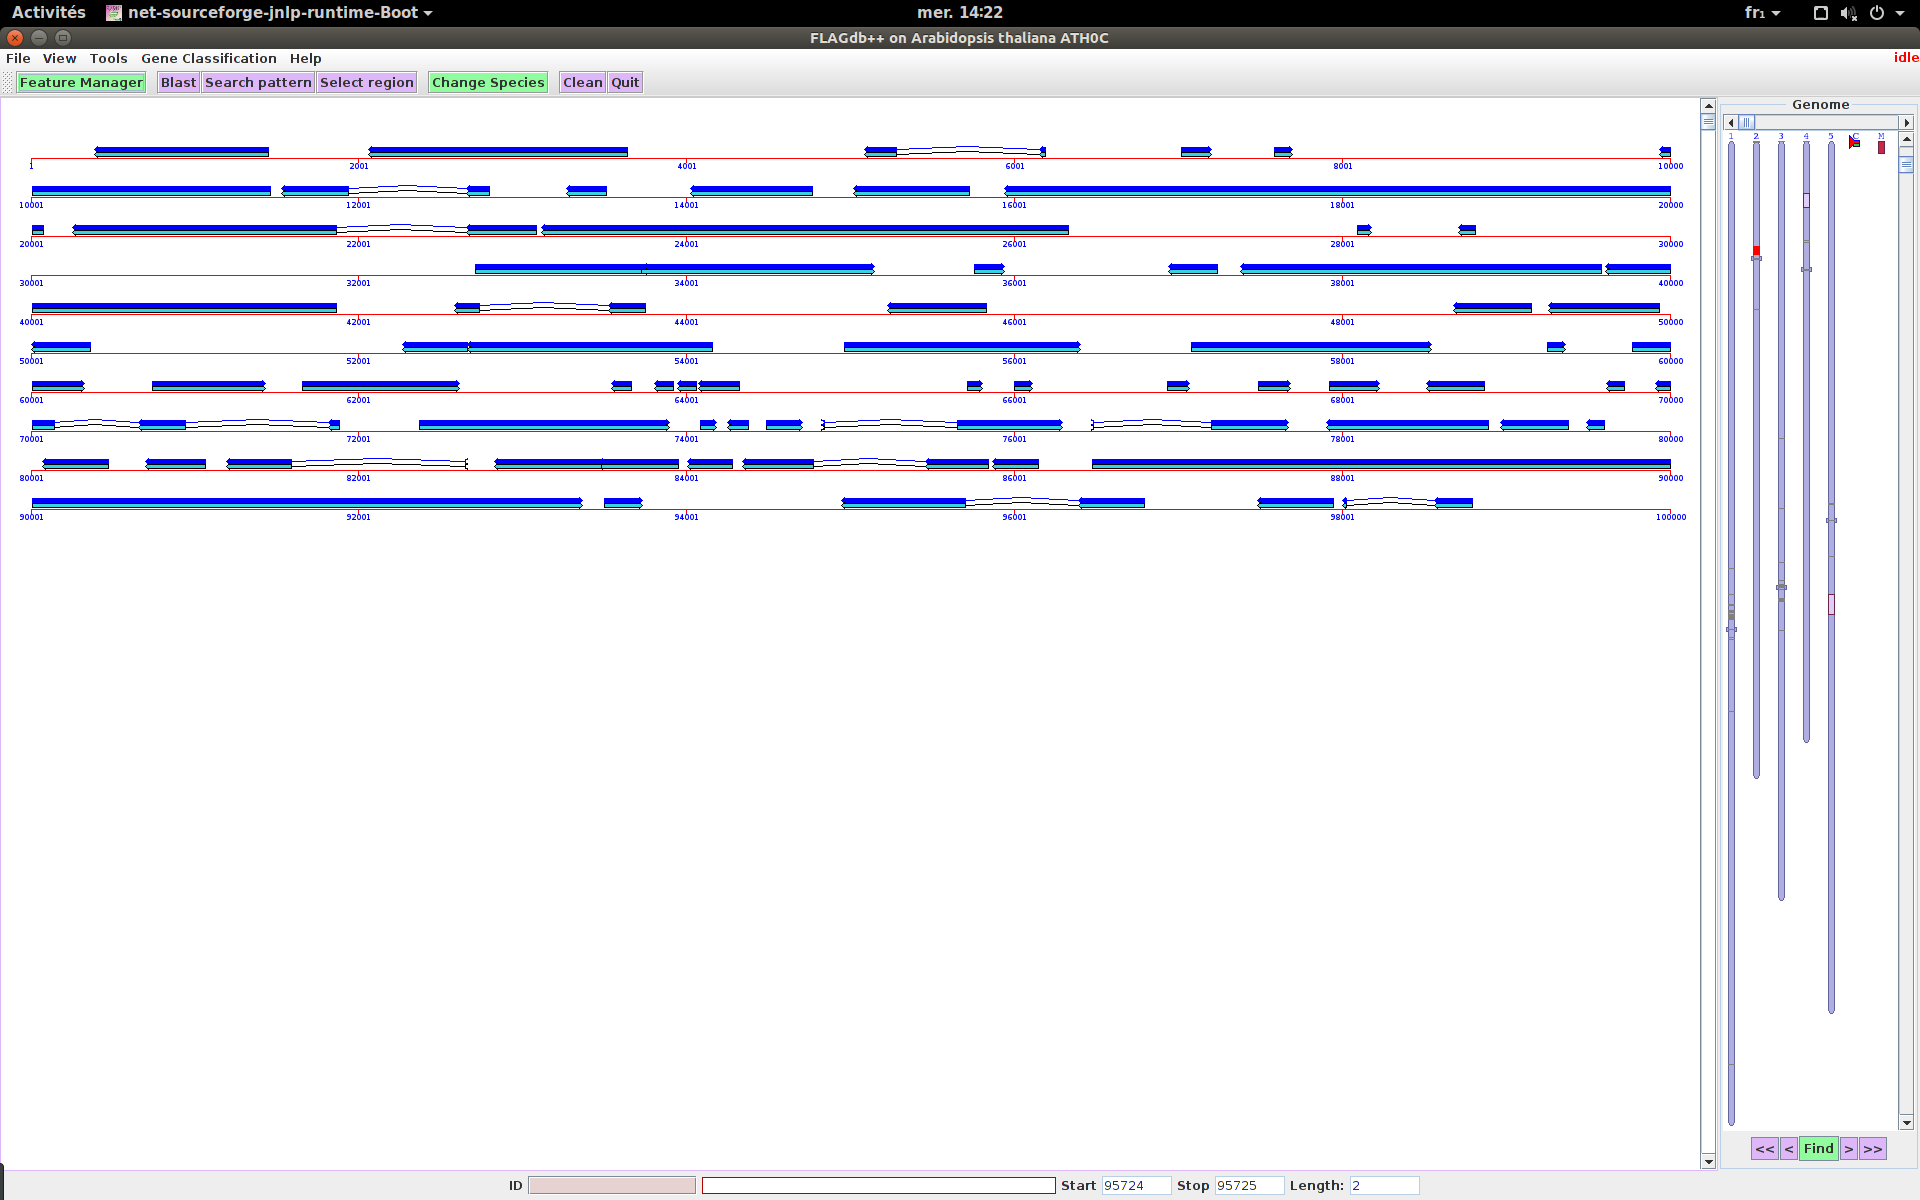 Activités net-sourceforge-jnlp-runtime-Boot mer. 14:22 fr₁
FLAGdb++ on Arabidopsis thaliana ATH0C
File View Tools Gene Classification Help idle
Feature Manager Blast Search pattern Select region Change Species Clean Quit
Genome
1 2 3 4 5 C M
1 2001 4001 6001 8001 10000
10001 12001 14001 16001 18001 20000
20001 22001 24001 26001 28001 30000
30001 32001 34001 36001 38001 40000
40001 42001 44001 46001 48001 50000
50001 52001 54001 56001 58001 60000
60001 62001 64001 66001 68001 70000
70001 72001 74001 76001 78001 80000
80001 82001 84001 86001 88001 90000
90001 92001 94001 96001 98001 100000
<< < Find > >>
ID Start 95724 Stop 95725 Length: 2